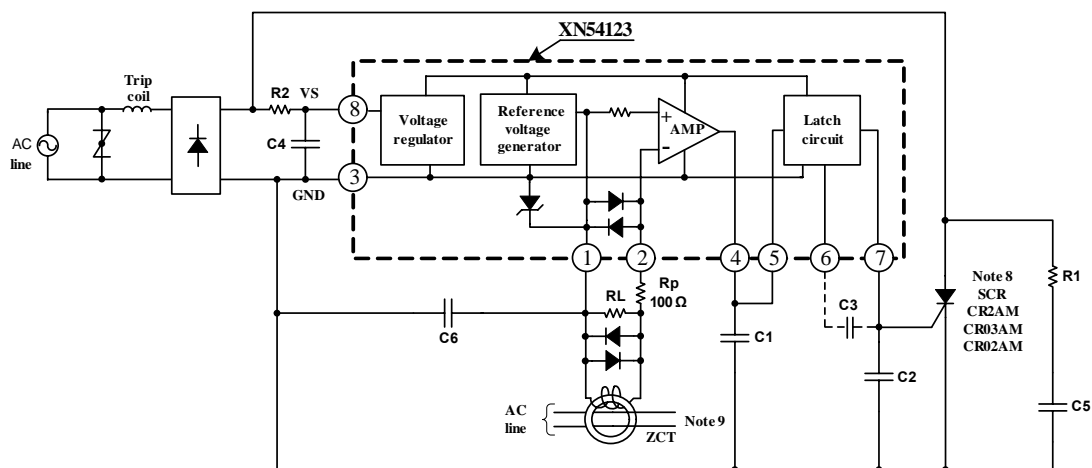 XN54123
Trip
coil
R2
VS
8
Voltage
regulator
Reference
voltage
generator
+
AMP
-
Latch
circuit
AC
line
C4
3
GND
1
2
4
5
6
7
Rp
100 Ω
RL
C6
C1
C3
C2
Note 8
SCR
CR2AM
CR03AM
CR02AM
R1
C5
AC
line
ZCT
Note 9